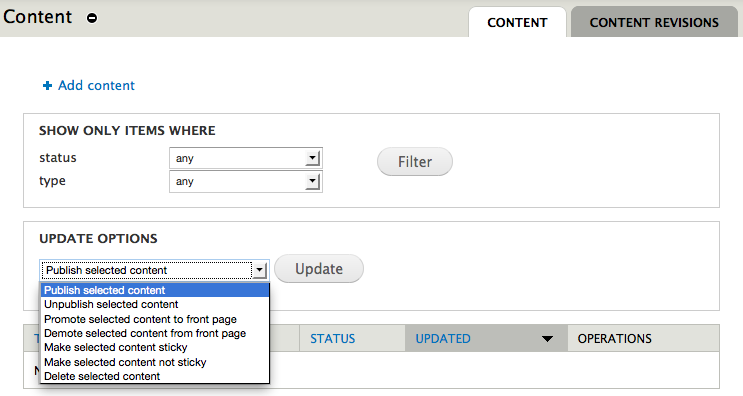 Content
CONTENT
CONTENT REVISIONS
Add content
SHOW ONLY ITEMS WHERE
status
any
type
any
Filter
UPDATE OPTIONS
Publish selected content
Update
Publish selected content
Unpublish selected content
Promote selected content to front page
Demote selected content from front page
Make selected content sticky
Make selected content not sticky
Delete selected content
STATUS
UPDATED
OPERATIONS